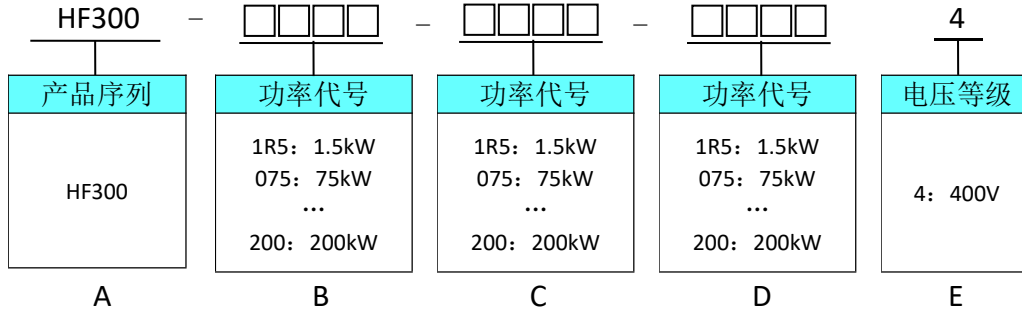 HF300 – □□□□ – □□□□ – □□□□ 4
产品序列 功率代号 功率代号 功率代号 电压等级
1R5：1.5kW 1R5：1.5kW 1R5：1.5kW
HF300 075：75kW 075：75kW 075：75kW 4：400V
... ... ...
200：200kW 200：200kW 200：200kW
A B C D E